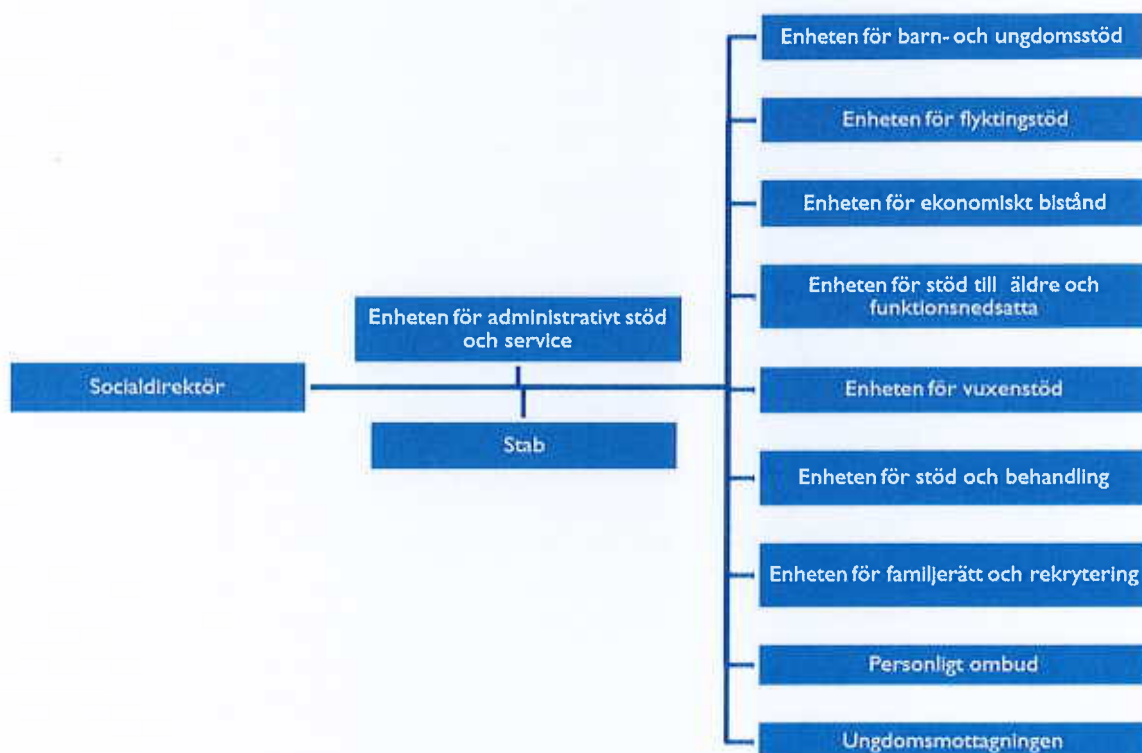 Socialdirektör
Enheten för administrativt stöd
och service
Stab
Enheten för barn- och ungdomsstöd
Enheten för flyktingstöd
Enheten för ekonomiskt bistånd
Enheten för stöd till äldre och
funktionsnedsatta
Enheten för vuxenstöd
Enheten för stöd och behandling
Enheten för familjerätt och rekrytering
Personligt ombud
Ungdomsmottagningen